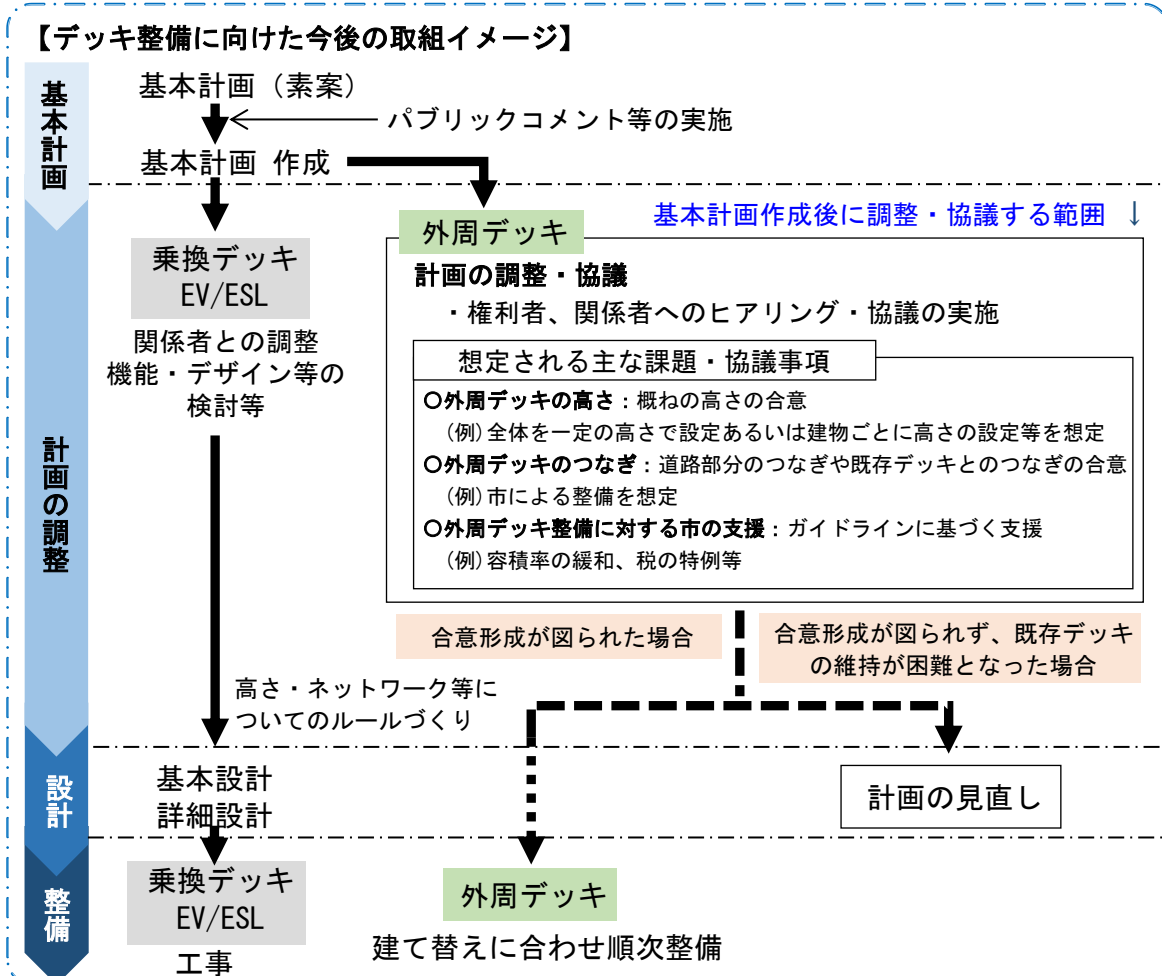 【デッキ整備に向けた今後の取組イメージ】
基本計画
基本計画（素案）
パブリックコメント等の実施
基本計画 作成
計画の調整
乗換デッキ
EV/ESL
関係者との調整
機能・デザイン等の
検討等
基本計画作成後に調整・協議する範囲 ↓
外周デッキ
計画の調整・協議
・権利者、関係者へのヒアリング・協議の実施
想定される主な課題・協議事項
○外周デッキの高さ：概ねの高さの合意
(例)全体を一定の高さで設定あるいは建物ごとに高さの設定等を想定
○外周デッキのつなぎ：道路部分のつなぎや既存デッキとのつなぎの合意
(例)市による整備を想定
○外周デッキ整備に対する市の支援：ガイドラインに基づく支援
(例)容積率の緩和、税の特例等
合意形成が図られた場合
合意形成が図られず、既存デッキ
の維持が困難となった場合
高さ・ネットワーク等に
ついてのルールづくり
設計
基本設計
詳細設計
計画の見直し
整備
乗換デッキ
EV/ESL
工事
外周デッキ
建て替えに合わせ順次整備